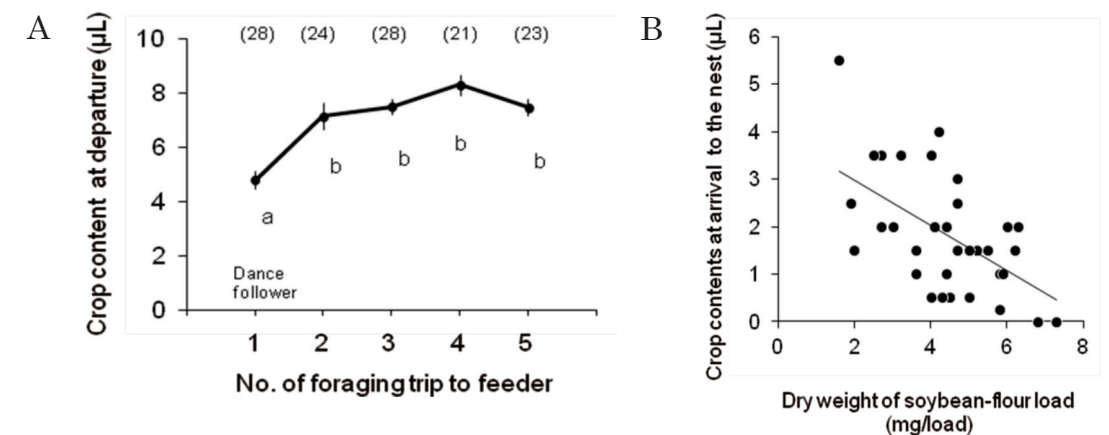 A
Crop content at departure (µL)
10
8
6
4
2
0
(28) (24) (28) (21) (23)
a
b
b
b
b
Dance
follower
1 2 3 4 5
No. of foraging trip to feeder
B
Crop contents at arrival to the nest (µL)
6
5
4
3
2
1
0
0 2 4 6 8
Dry weight of soybean-flour load
(mg/load)